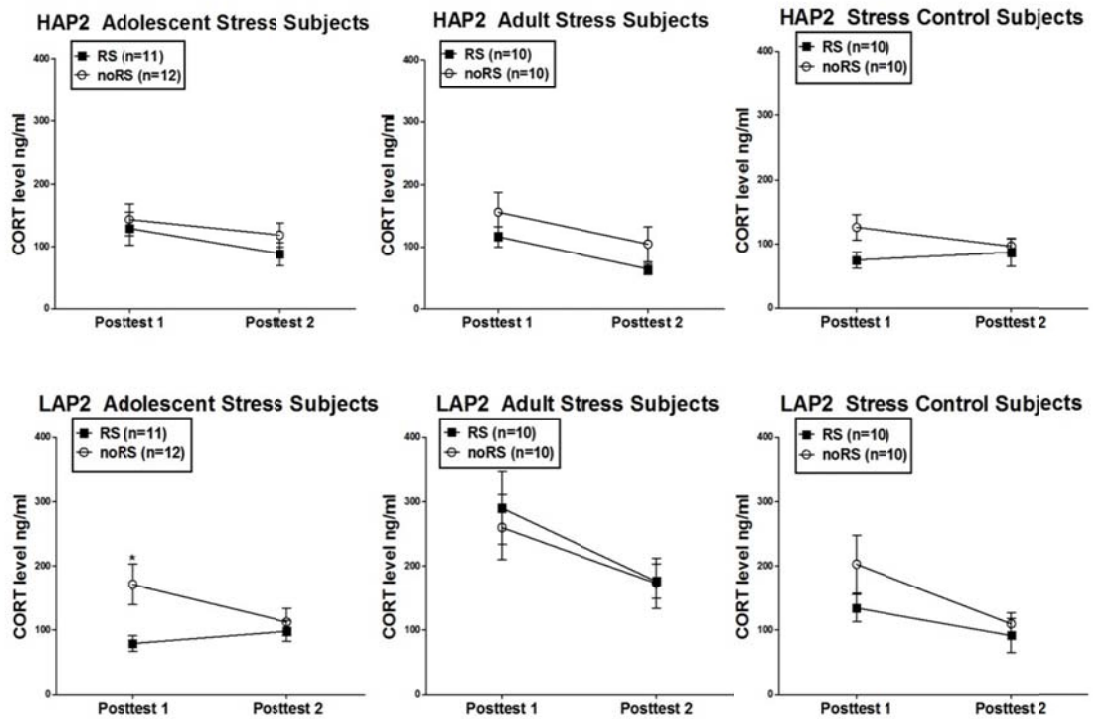 HAP2 Adolescent Stress Subjects
RS (n=11)
noRS (n=12)
CORT level ng/ml
400
300
200
100
0
Posttest 1
Posttest 2
HAP2 Adult Stress Subjects
RS (n=10)
noRS (n=10)
CORT level ng/ml
400
300
200
100
0
Posttest 1
Posttest 2
HAP2 Stress Control Subjects
RS (n=10)
noRS (n=10)
CORT level ng/ml
400
300
200
100
0
Posttest 1
Posttest 2
LAP2 Adolescent Stress Subjects
RS (n=11)
noRS (n=12)
CORT level ng/ml
400
300
200
100
0
*
Posttest 1
Posttest 2
LAP2 Adult Stress Subjects
RS (n=10)
noRS (n=10)
CORT level ng/ml
400
300
200
100
0
Posttest 1
Posttest 2
LAP2 Stress Control Subjects
RS (n=10)
noRS (n=10)
CORT level ng/ml
400
300
200
100
0
Posttest 1
Posttest 2